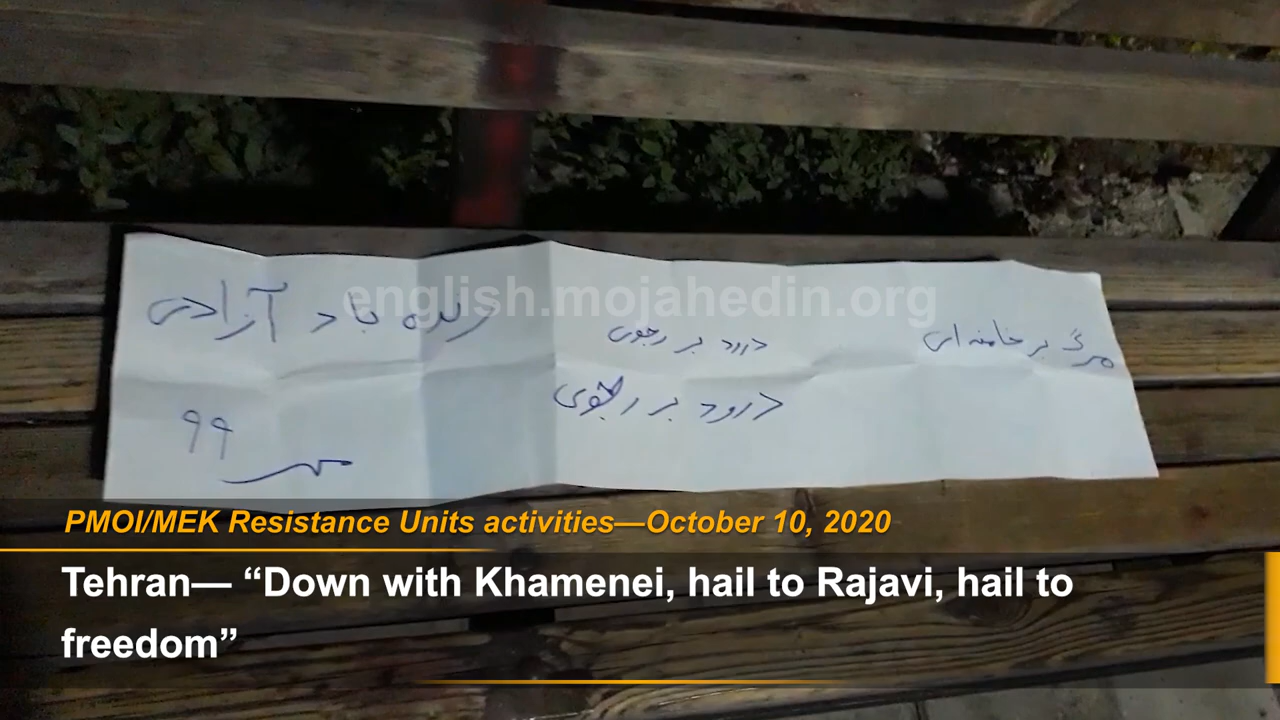 english.mojahedin.org
مرگ بر خامنه ای
درود بر رجوی
درود بر رجوی
زنده باد آزادی
۹۹
مهر
PMOI/MEK Resistance Units activities—October 10, 2020
Tehran— “Down with Khamenei, hail to Rajavi, hail to
freedom”